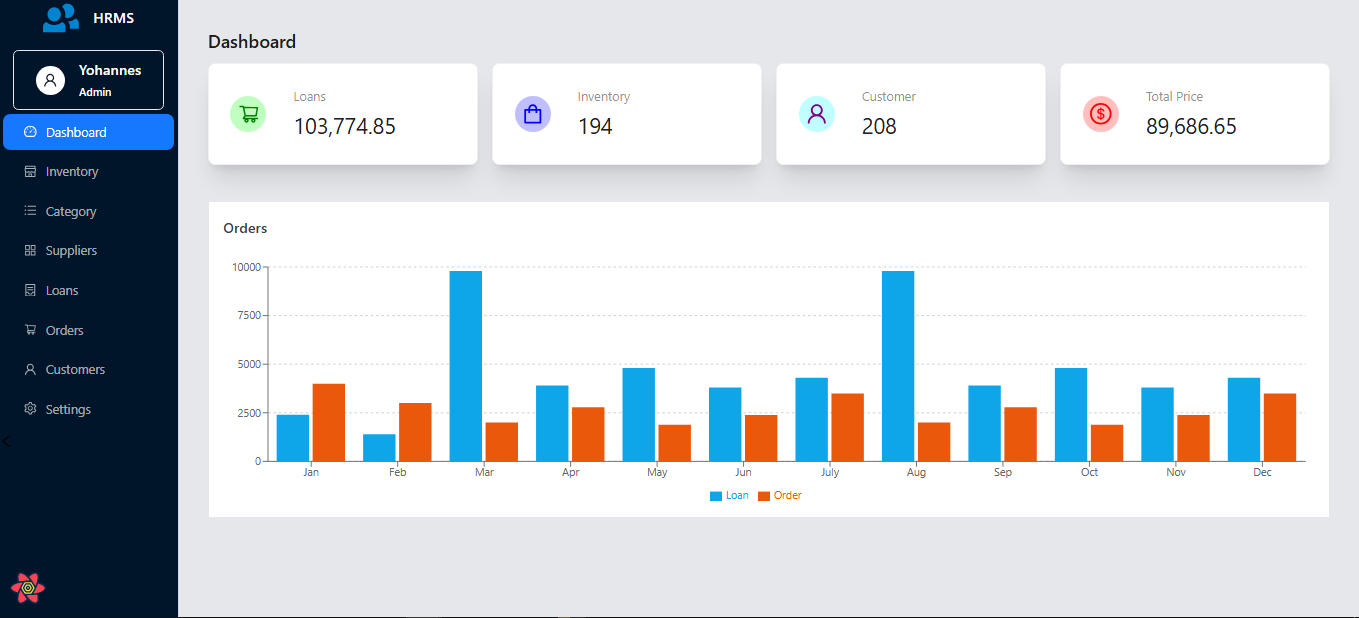 HRMS
Yohannes
Admin
Dashboard
Inventory
Category
Suppliers
Loans
Orders
Customers
Settings
Dashboard
Loans
103,774.85
Inventory
194
Customer
208
Total Price
89,686.65
Orders
10000
7500
5000
2500
0
Jan Feb Mar Apr May Jun July Aug Sep Oct Nov Dec
Loan Order